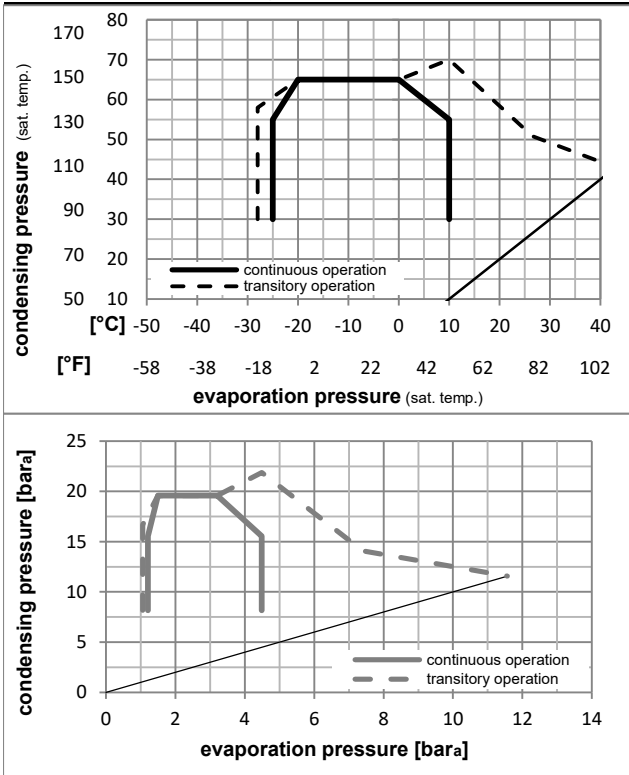 condensing pressure (sat. temp.)
170 80
70
150 60
130 50
110 40
90 30
70 20
50 10
continuous operation
transitory operation
[°C] -50 -40 -30 -20 -10 0 10 20 30 40
[°F] -58 -38 -18 2 22 42 62 82 102
evaporation pressure (sat. temp.)
condensing pressure [bara]
25
20
15
10
5
0
continuous operation
transitory operation
0 2 4 6 8 10 12 14
evaporation pressure [bara]